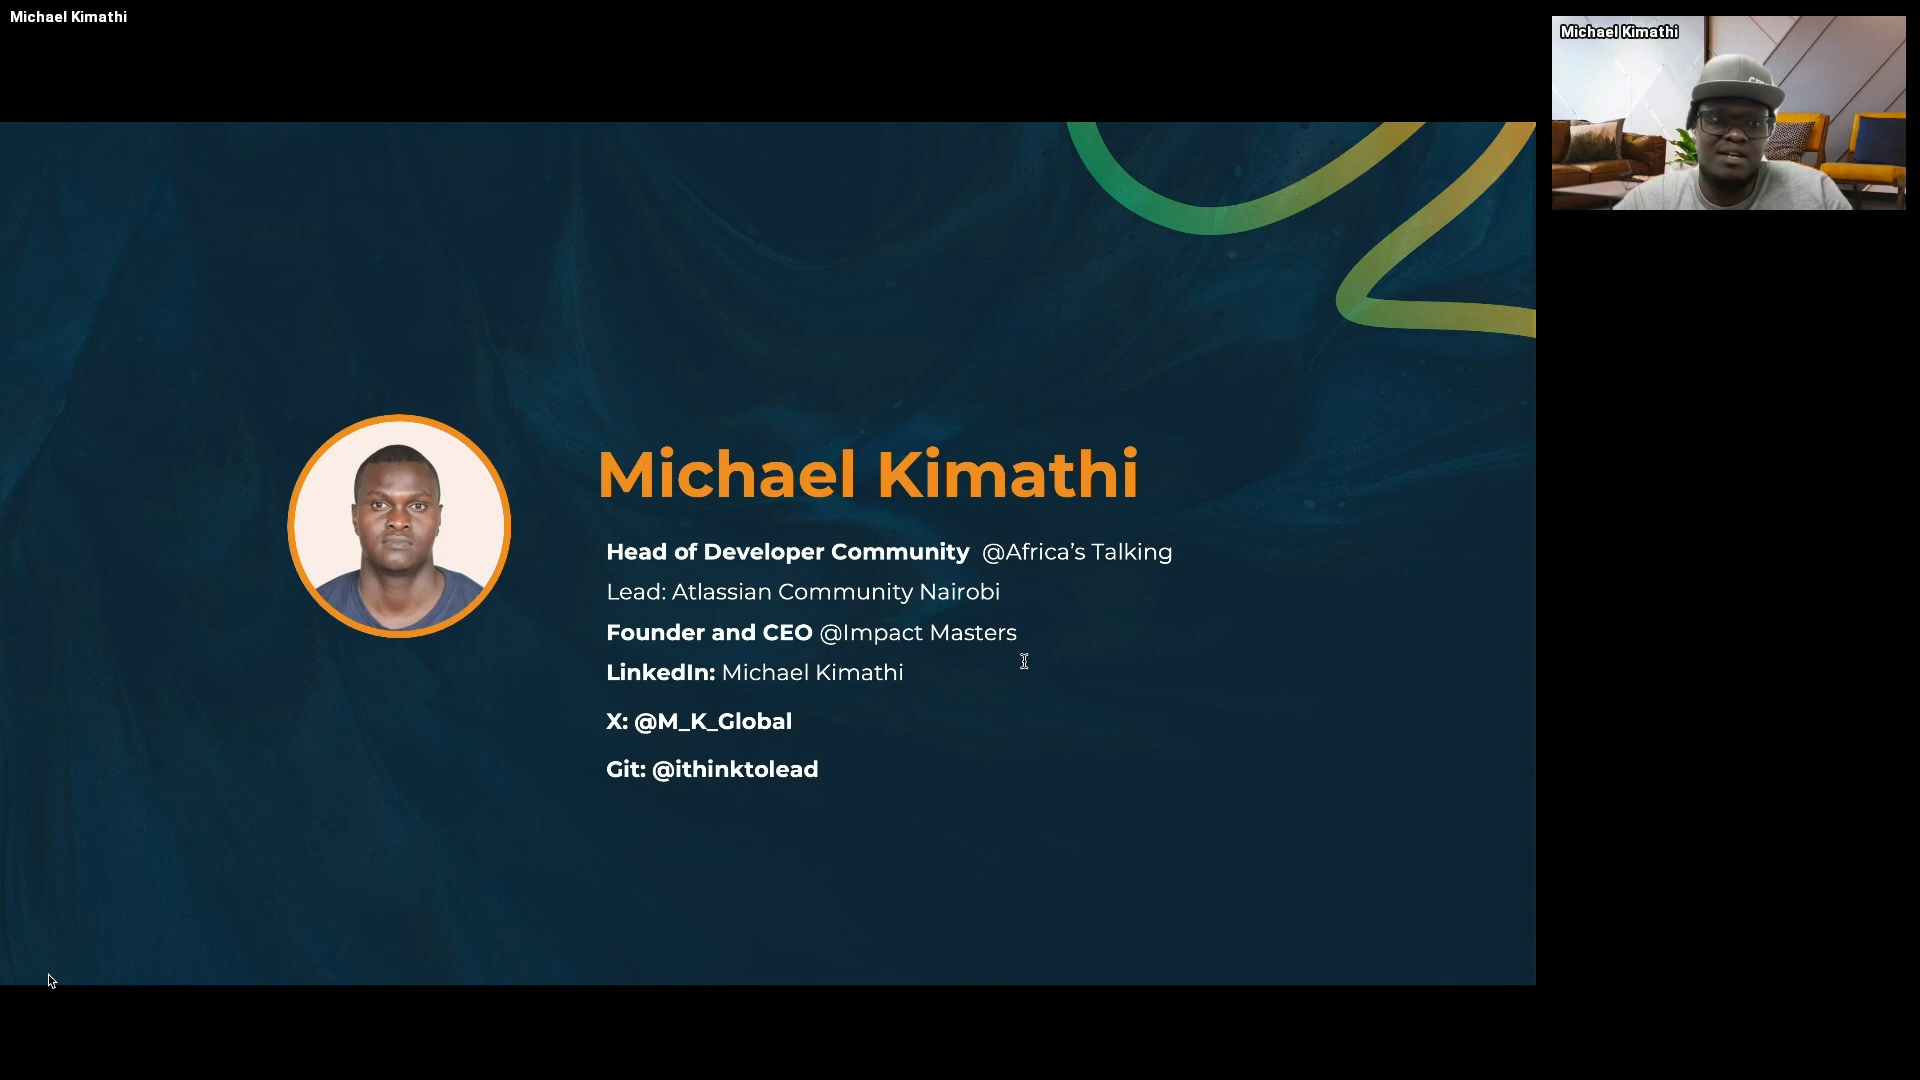 Michael Kimathi
Michael Kimathi
Michael Kimathi
Head of Developer Community @Africa’s Talking
Lead: Atlassian Community Nairobi
Founder and CEO @Impact Masters
LinkedIn: Michael Kimathi
X: @M_K_Global
Git: @ithinktolead